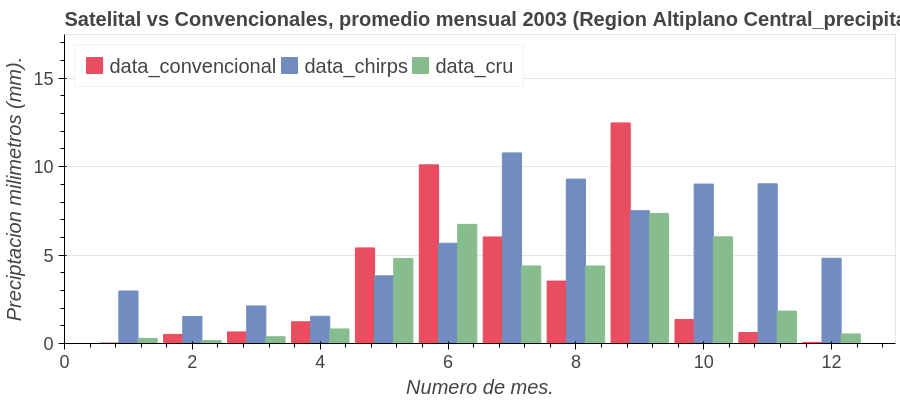 Satelital vs Convencionales, promedio mensual 2003 (Region Altiplano Central_precipita
data_convencional data_chirps data_cru
Preciptacion milimetros (mm).
15
10
5
0
0 2 4 6 8 10 12
Numero de mes.